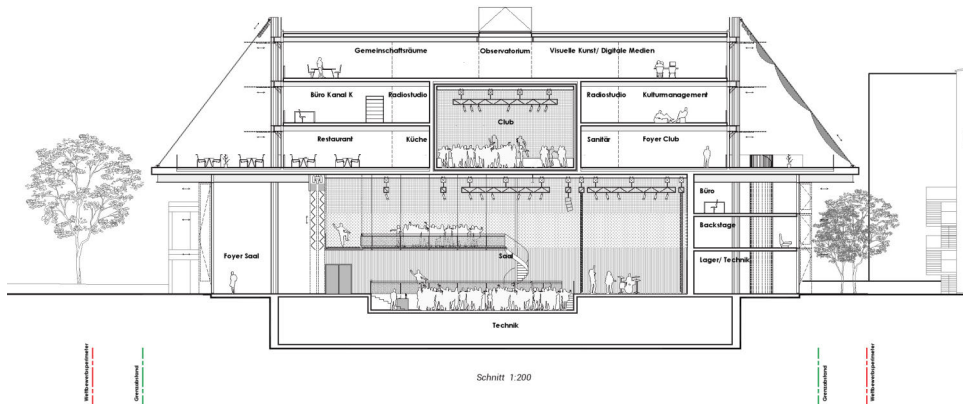 Gemeinschaftsräume Observatorium Visuelle Kunst/ Digitale Medien
Büro Kanal K Radiostudio Radiostudio Kulturmanagement
Club
Restaurant Küche Sanitär Foyer Club
Büro
Backstage
Foyer Saal Saal Lager/ Technik
Technik
Schnitt 1:200
Wettbewerbsperimeter
Grenzabstand
Grenzabstand
Wettbewerbsperimeter